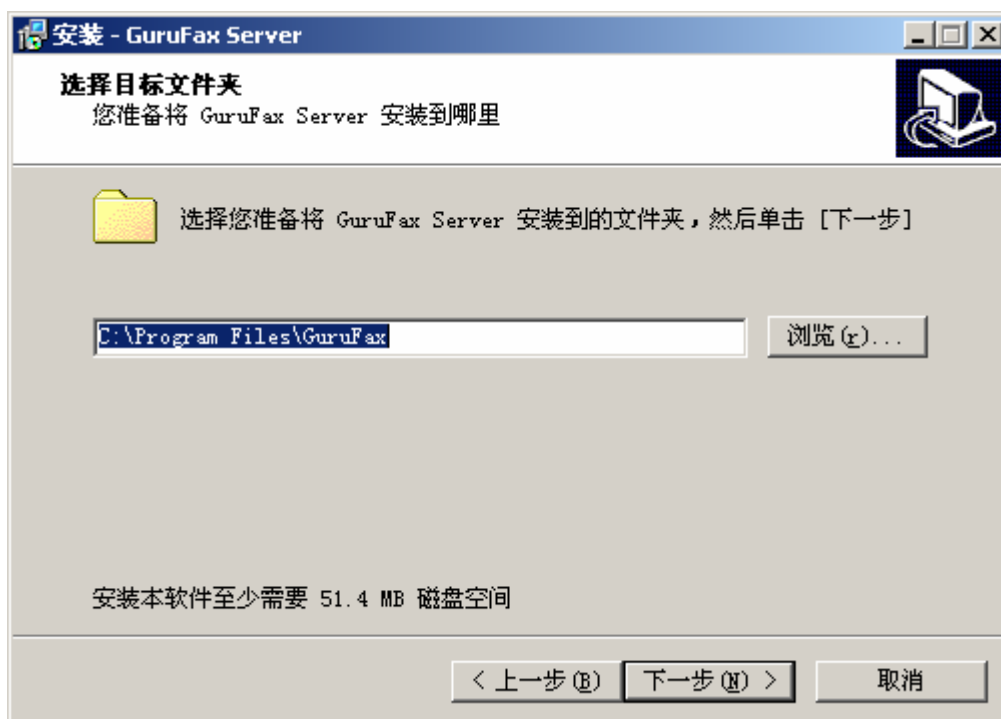 安装 - GuruFax Server
选择目标文件夹
您准备将 GuruFax Server 安装到哪里
选择您准备将 GuruFax Server 安装到的文件夹，然后单击 [下一步]
C:\Program Files\GuruFax
浏览(r)...
安装本软件至少需要 51.4 MB 磁盘空间
< 上一步(B)
下一步(N) >
取消